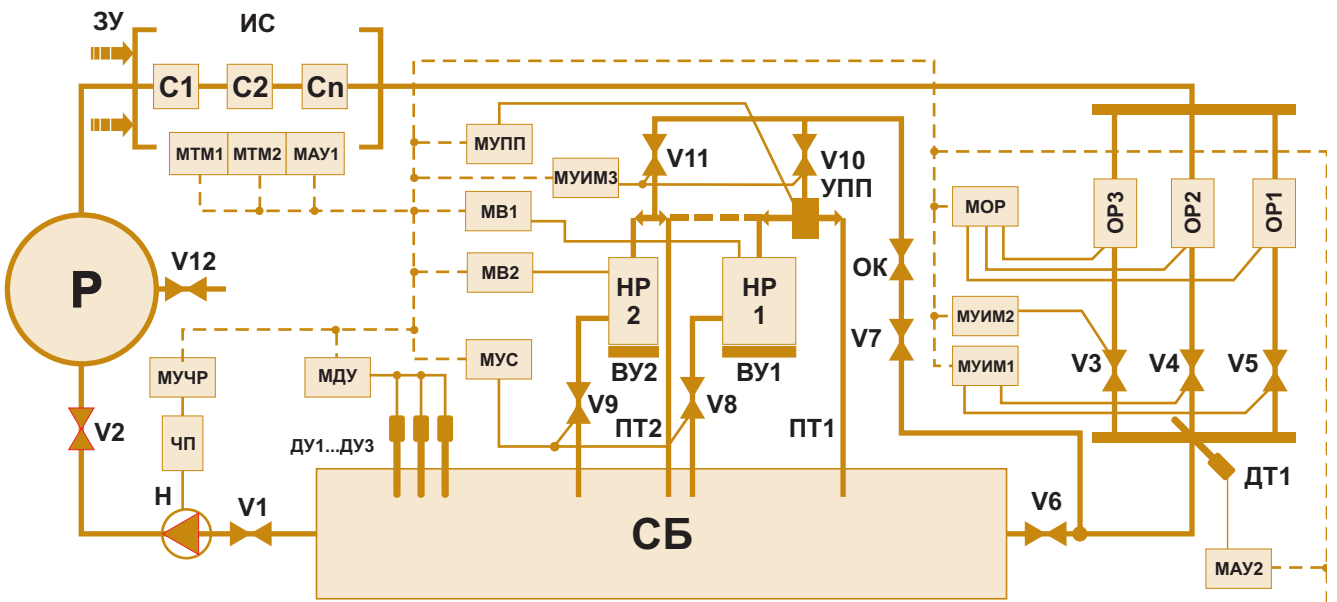 ЗУ
ИС
С1
С2
Сn
МТМ1
МТМ2
МАУ1
МУПП
V11
V10
УПП
МУИМ3
МВ1
МОР
ОР3
ОР2
ОР1
V12
Р
МВ2
НР
2
НР
1
ОК
V7
МУИМ2
МУИМ1
V3
V4
V5
МУЧР
МДУ
МУС
ВУ2
ВУ1
V9
V8
V2
ЧП
ДУ1...ДУ3
ПТ2
ПТ1
ДТ1
Н
V1
СБ
V6
МАУ2